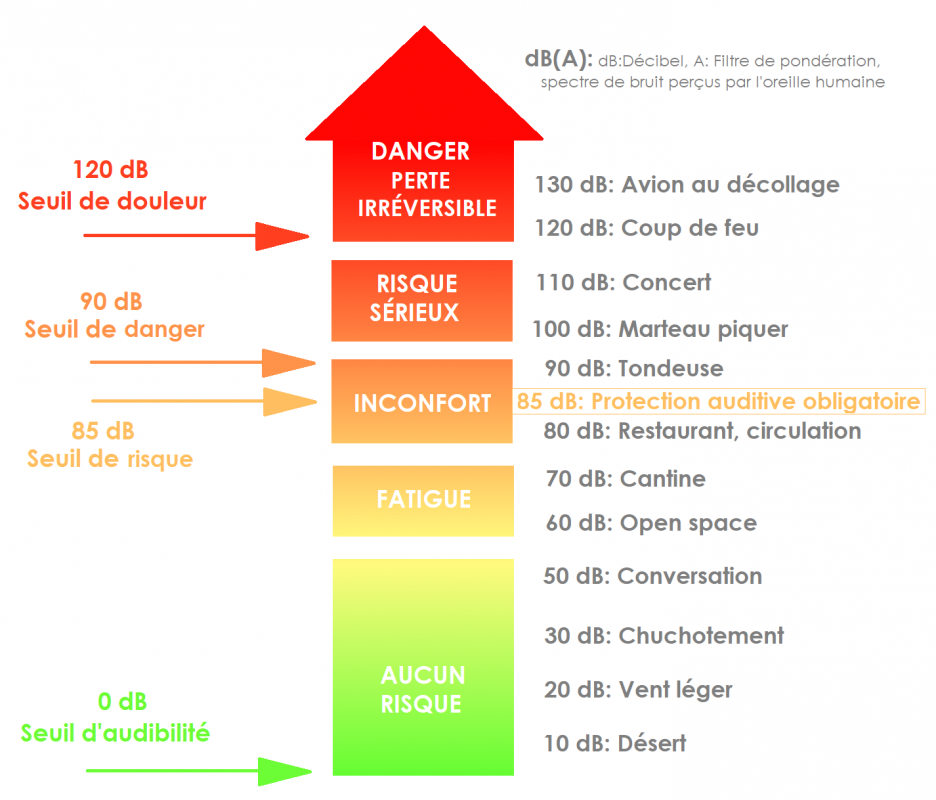 dB(A): dB:Décibel, A: Filtre de pondération,
spectre de bruit perçus par l'oreille humaine
DANGER
PERTE
IRRÉVERSIBLE
120 dB
Seuil de douleur
130 dB: Avion au décollage
120 dB: Coup de feu
RISQUE
SÉRIEUX
110 dB: Concert
100 dB: Marteau piquer
90 dB
Seuil de danger
90 dB: Tondeuse
INCONFORT
85 dB: Protection auditive obligatoire
80 dB: Restaurant, circulation
85 dB
Seuil de risque
FATIGUE
70 dB: Cantine
60 dB: Open space
50 dB: Conversation
30 dB: Chuchotement
AUCUN
RISQUE
20 dB: Vent léger
10 dB: Désert
0 dB
Seuil d'audibilité